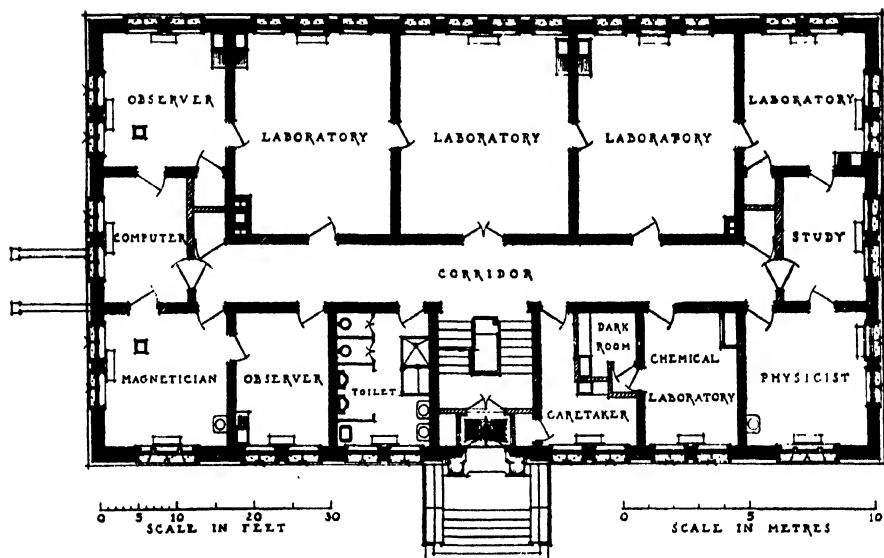 OBSERVER
LABORATORY
LABORATORY
LABORATORY
LABORATORY
COMPUTER
STUDY
CORRIDOR
DARK
ROOM
CHEMICAL
LABORATORY
MAGNETICIAN
OBSERVER
TOILET
CARETAKER
PHYSICIST
0 5 10 20 30
SCALE IN FEET
0 5 10
SCALE IN METRES